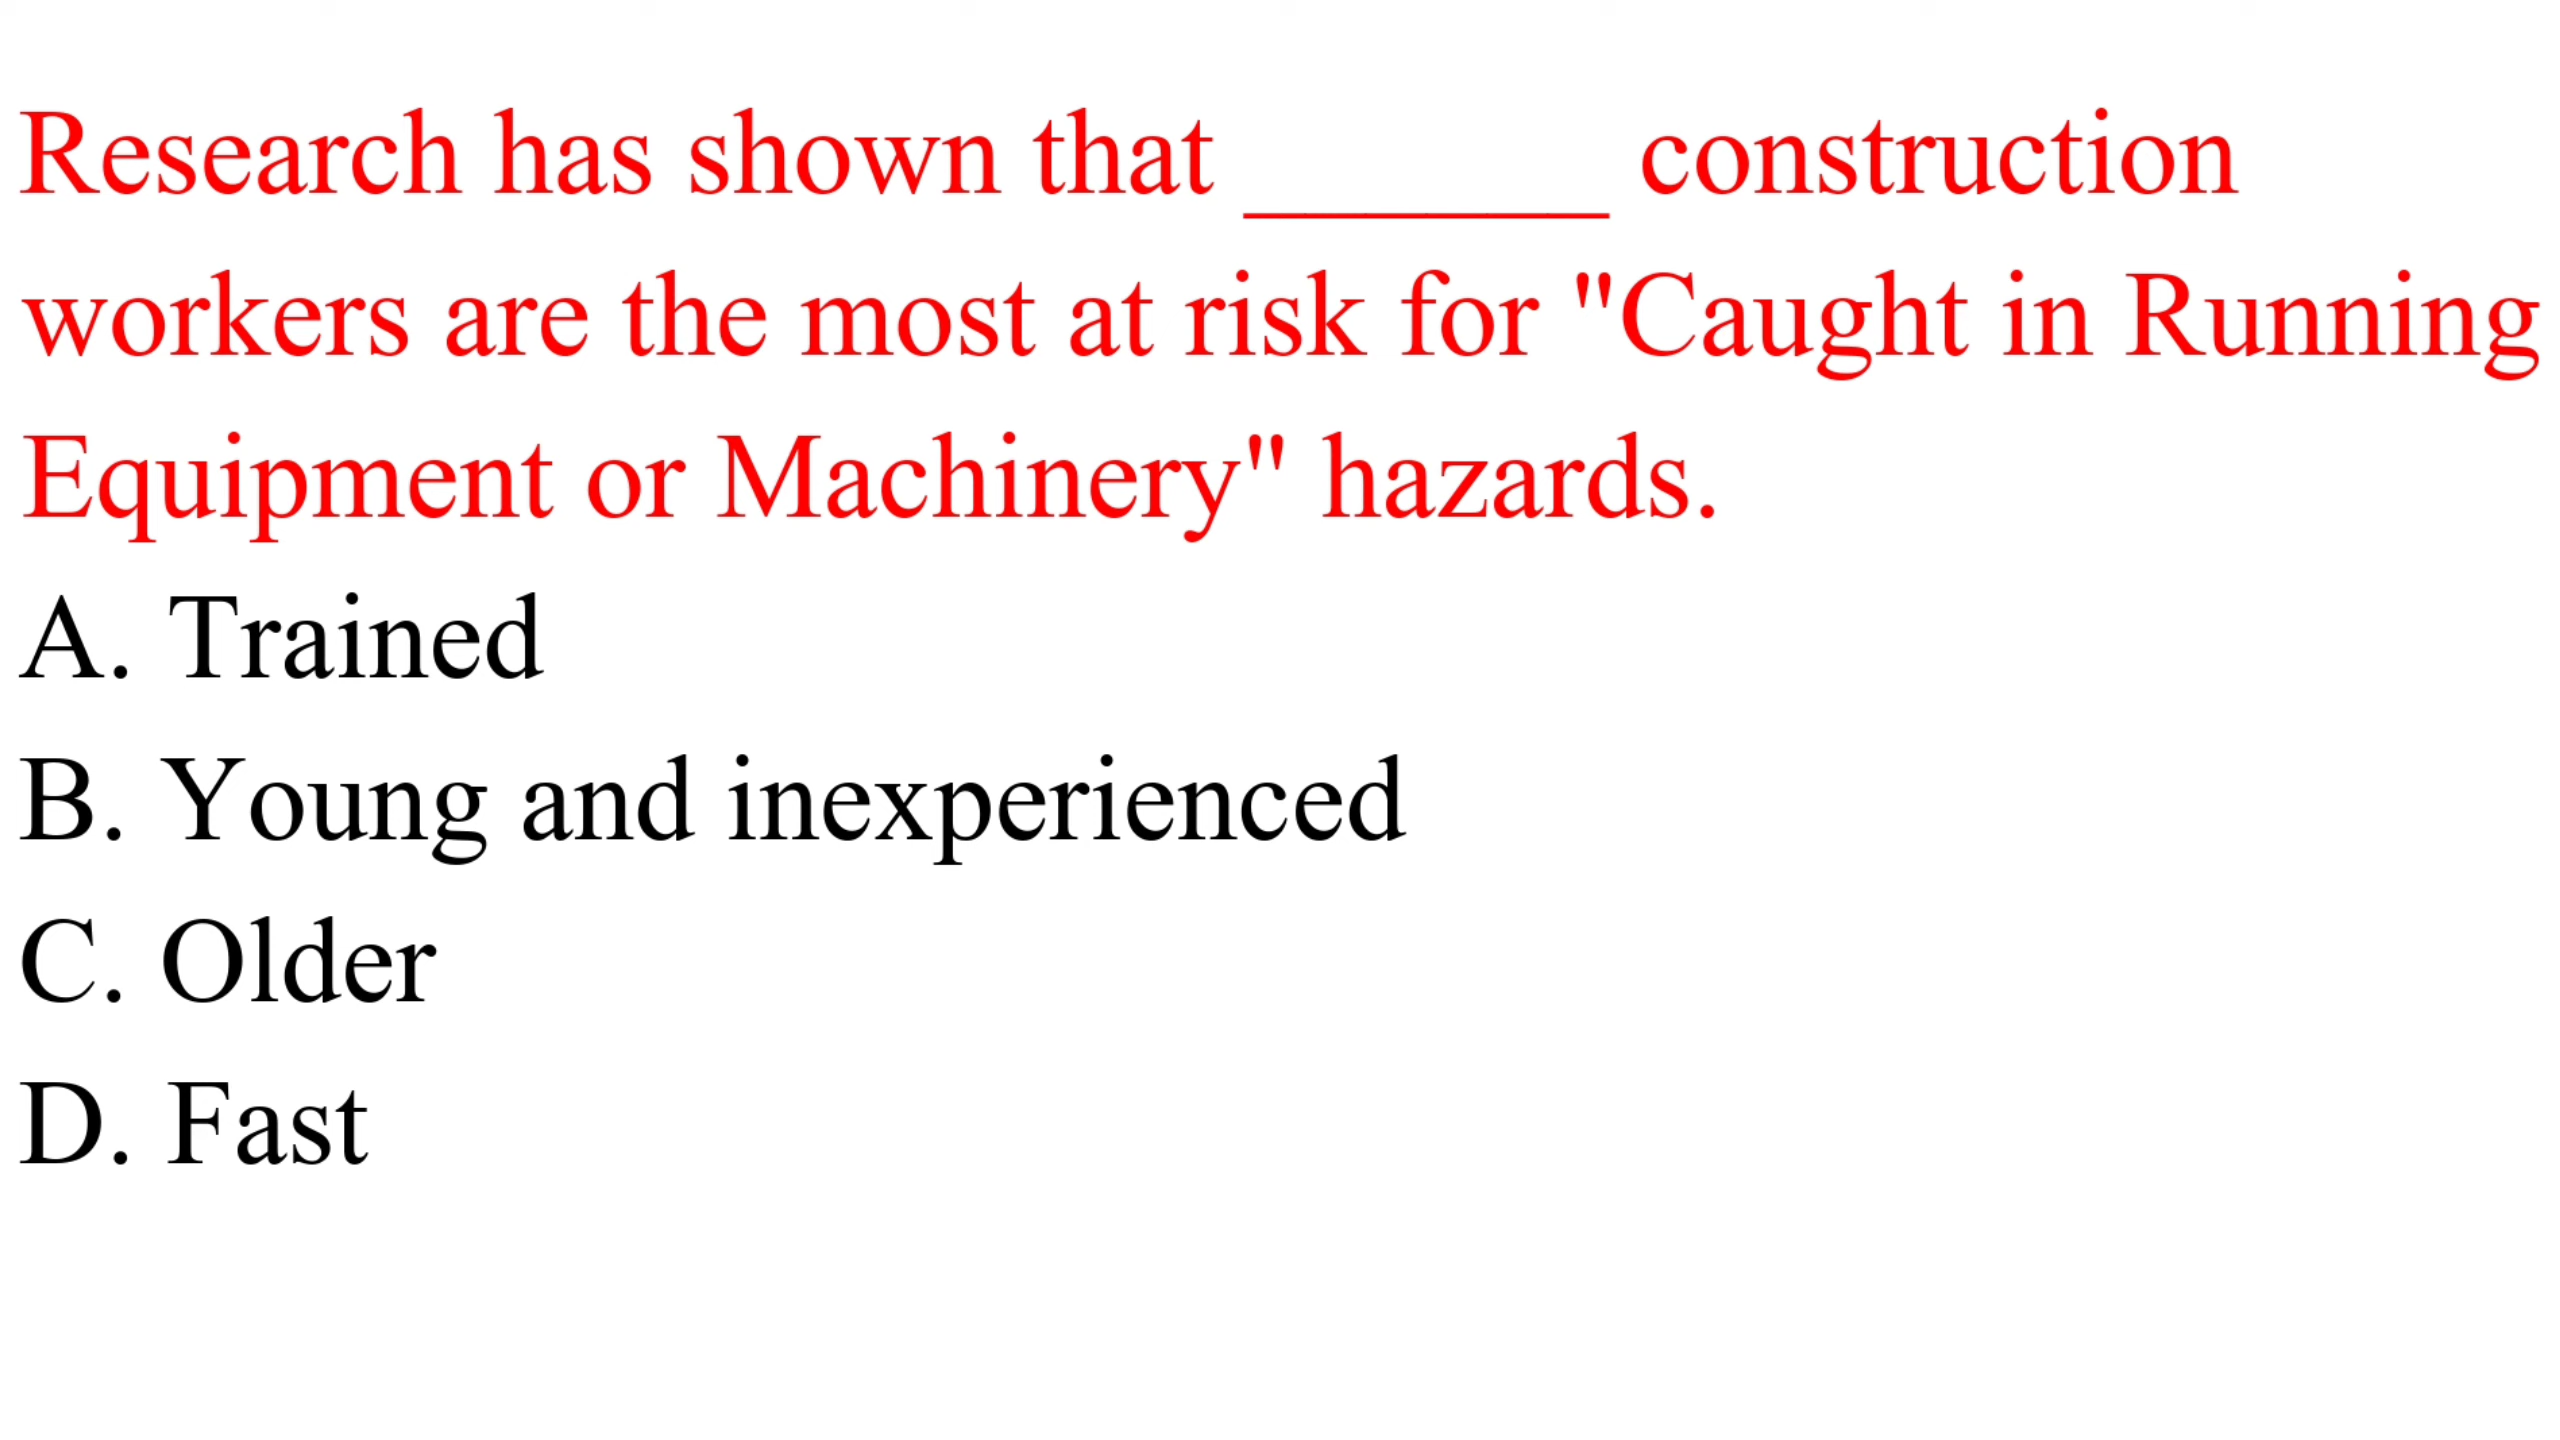 Research has shown that ______ construction
workers are the most at risk for "Caught in Running
Equipment or Machinery" hazards.
A. Trained
B. Young and inexperienced
C. Older
D. Fast